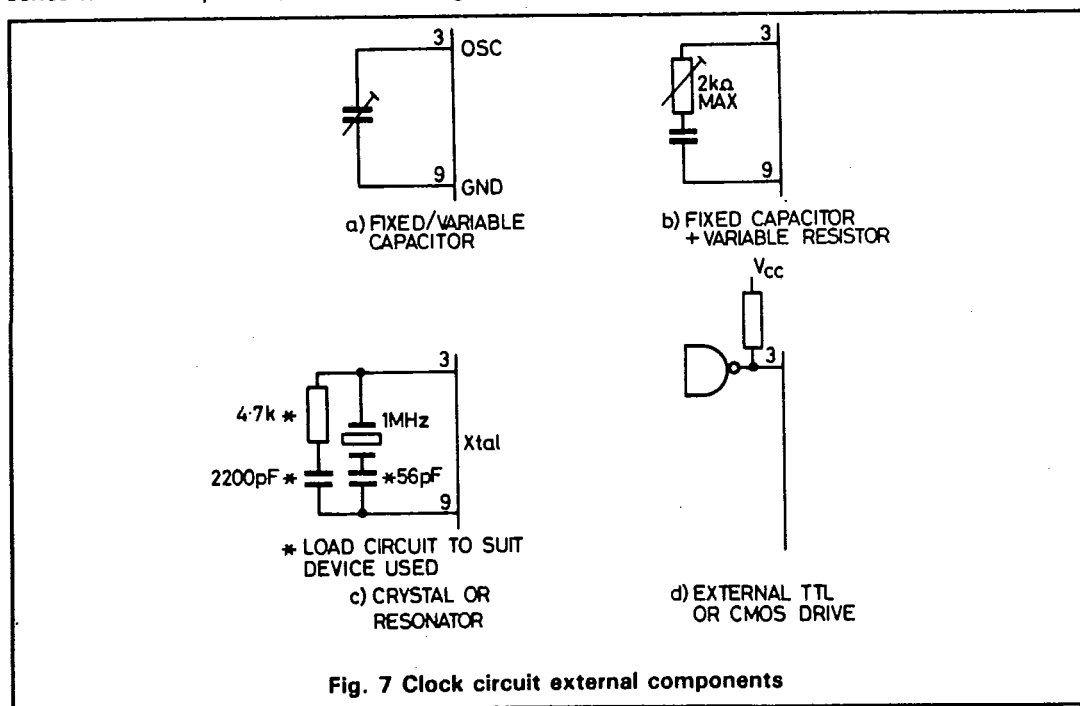 3
OSC
9
GND
a) FIXED/VARIABLE
CAPACITOR
3
2kΩ
MAX
9
b) FIXED CAPACITOR
+ VARIABLE RESISTOR
3
4.7k *
1MHz
Xtal
2200pF *
*56pF
9
* LOAD CIRCUIT TO SUIT
DEVICE USED
c) CRYSTAL OR
RESONATOR
VCC
3
d) EXTERNAL TTL
OR CMOS DRIVE
Fig. 7 Clock circuit external components